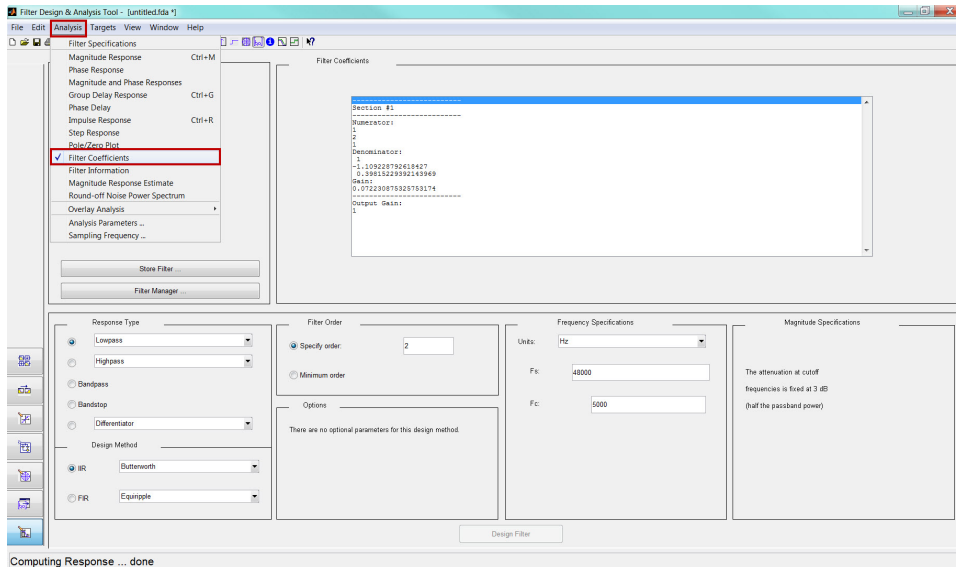 Filter Design & Analysis Tool - [untitled.fda *]
File Edit Analysis Targets View Window Help
Filter Specifications
Magnitude Response Ctrl+M
Phase Response
Magnitude and Phase Responses
Group Delay Response Ctrl+G
Phase Delay
Impulse Response Ctrl+R
Step Response
Pole/Zero Plot
✓ Filter Coefficients
Filter Information
Magnitude Response Estimate
Round-off Noise Power Spectrum
Overlay Analysis
Analysis Parameters ...
Sampling Frequency ...
Store Filter ...
Filter Manager ...
Filter Coefficients
--------------------------
Section #1
--------------------------
Numerator:
1
2
1
Denominator:
1
-1.109228792618427
0.39815229392143969
Gain:
0.072230875325753174
--------------------------
Output Gain:
1
Response Type
Lowpass
Highpass
Bandpass
Bandstop
Differentiator
Design Method
IIR Butterworth
FIR Equiripple
Filter Order
Specify order: 2
Minimum order
Options
There are no optional parameters for this design method.
Frequency Specifications
Units: Hz
Fs: 48000
Fc: 5000
Magnitude Specifications
The attenuation at cutoff
frequencies is fixed at 3 dB
(half the passband power)
Design Filter
Computing Response ... done